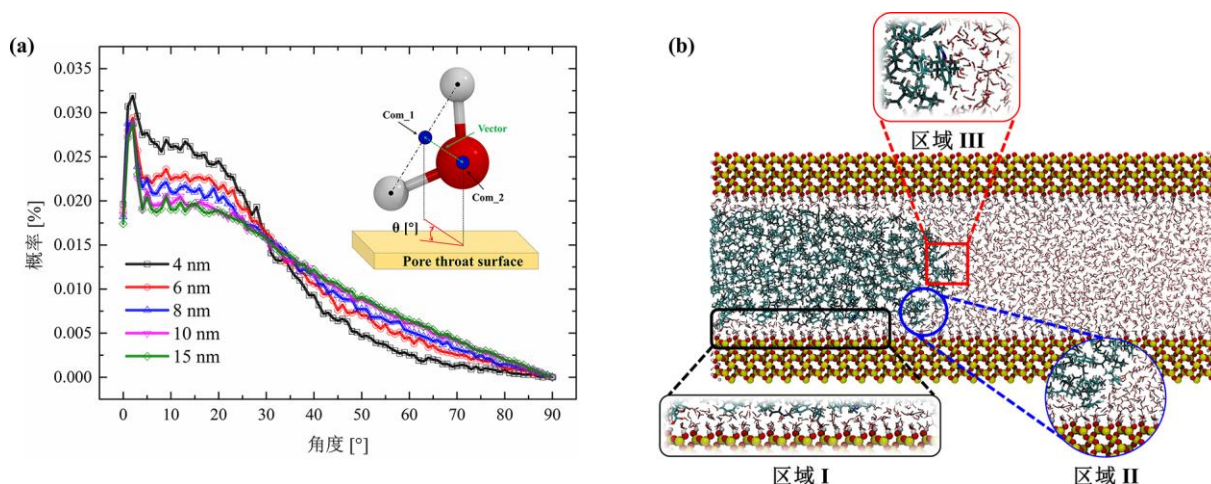 (a)
0.035
0.030
0.025
0.020
0.015
0.010
0.005
0.000
概率 [%]
0 10 20 30 40 50 60 70 80 90
角度 [°]
4 nm
6 nm
8 nm
10 nm
15 nm
Com_1
Vector
Com_2
θ [°]
Pore throat surface
(b)
区域 III
区域 I
区域 II